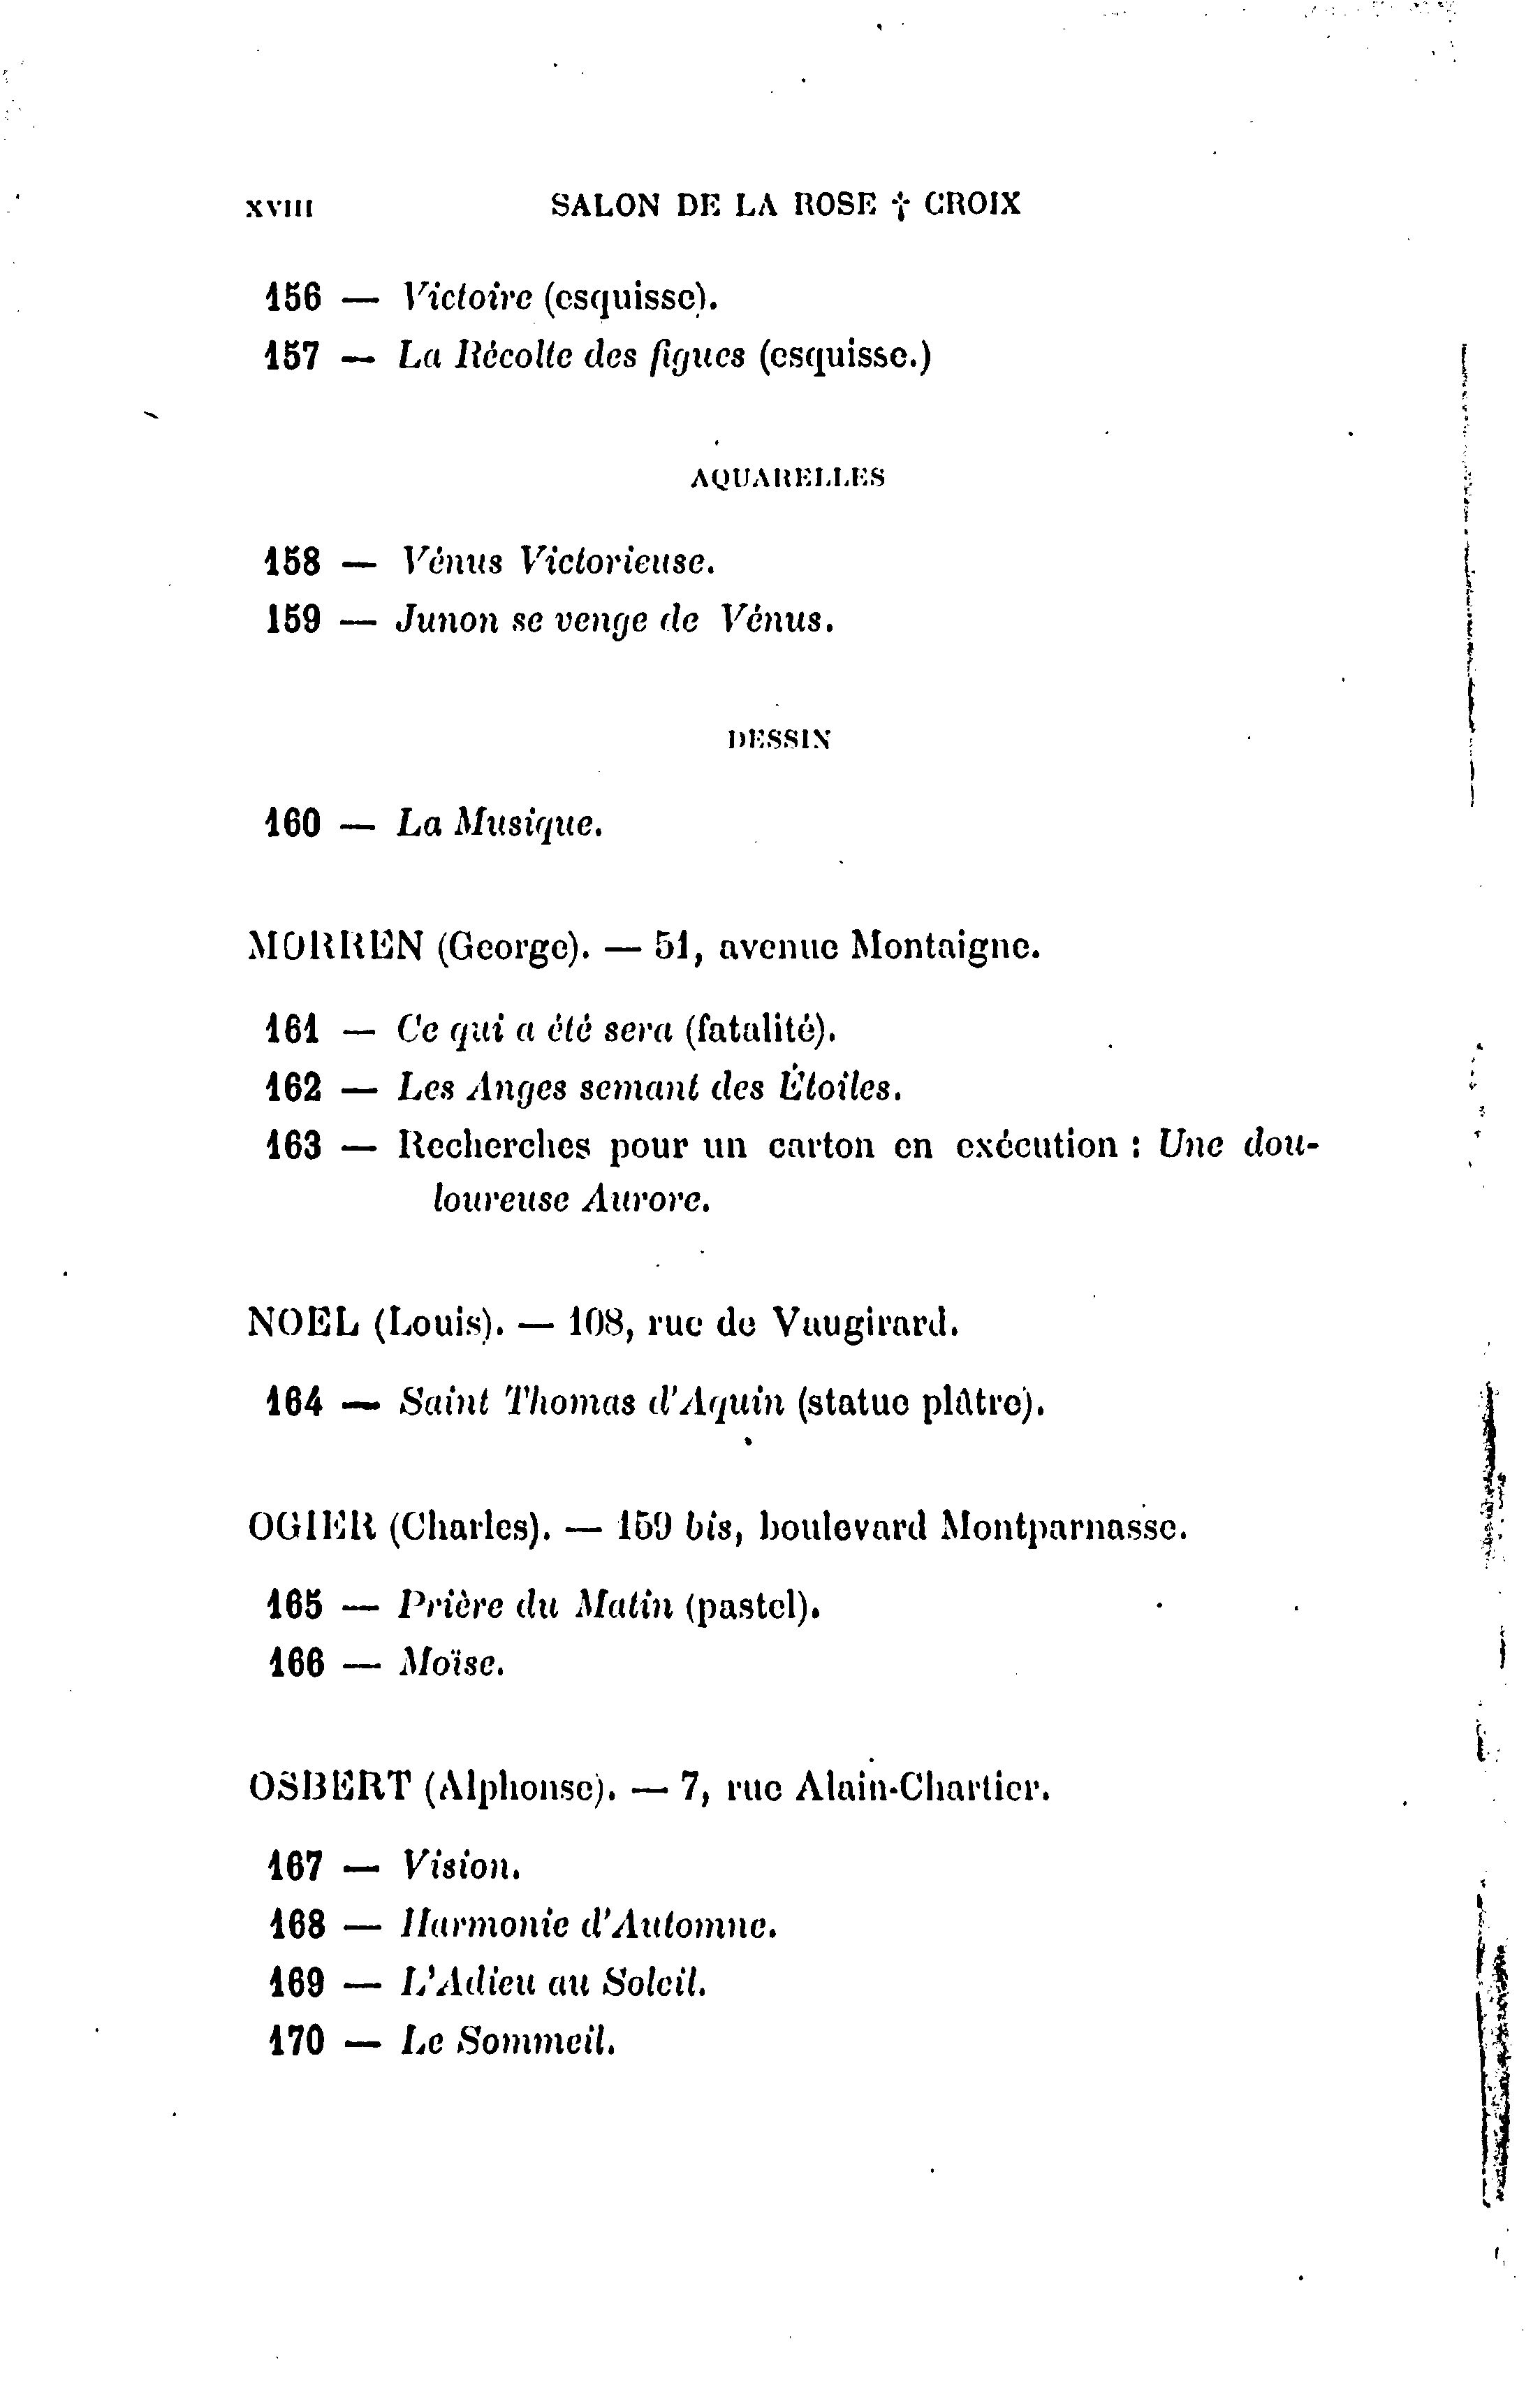 XVIII SALON DE LA ROSE † CROIX
156 — Victoire (esquisse).
157 — La Récolte des figues (esquisse.)
AQUARELLES
158 — Vénus Victorieuse.
159 — Junon se venge de Vénus.
DESSIN
160 — La Musique.
MORREN (George). — 51, avenue Montaigne.
161 — Ce qui a été sera (fatalité).
162 — Les Anges semant des Étoiles.
163 — Recherches pour un carton en exécution : Une dou-
loureuse Aurore.
NOEL (Louis). — 108, rue de Vaugirard.
164 — Saint Thomas d'Aquin (statue plâtre).
OGIER (Charles). — 159 bis, boulevard Montparnasse.
165 — Prière du Matin (pastel).
166 — Moïse.
OSBERT (Alphonse). — 7, rue Alain-Chartier.
167 — Vision.
168 — Harmonie d'Automne.
169 — L'Adieu au Soleil.
170 — Le Sommeil.